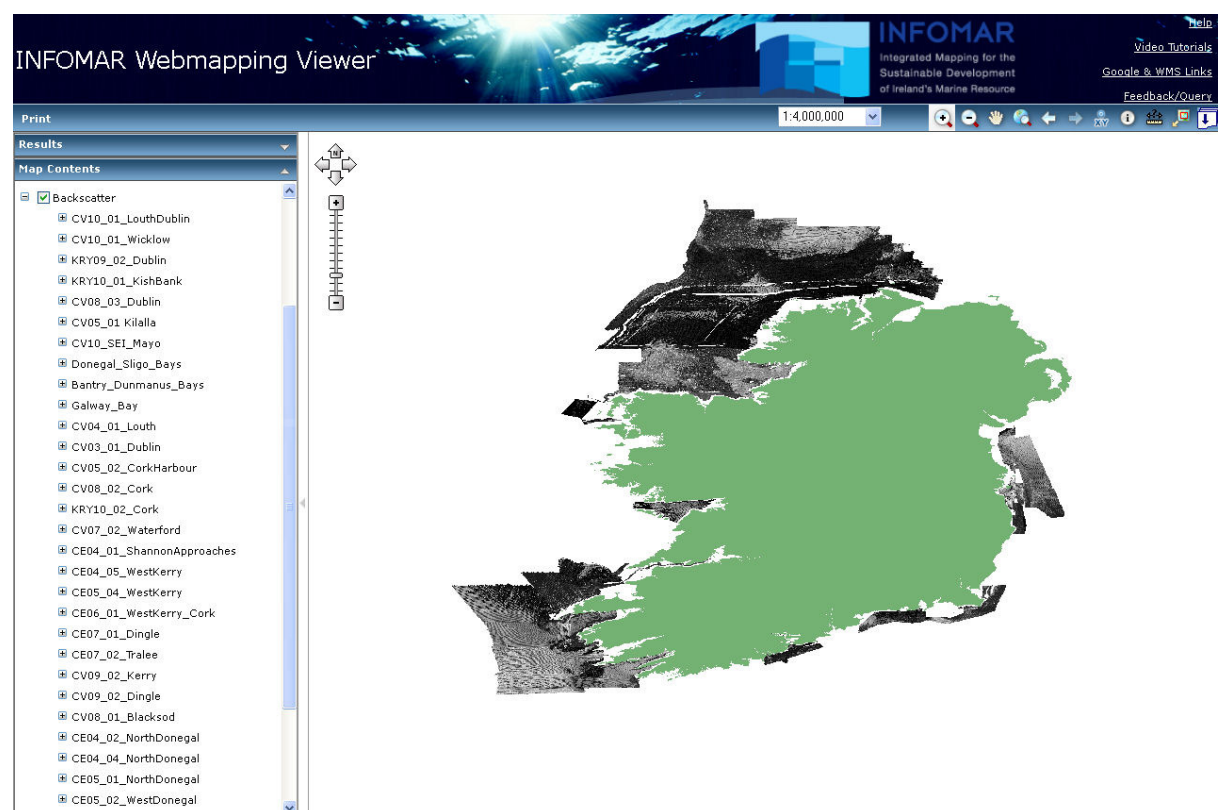 INFOMAR Webmapping Viewer
INFOMAR
Integrated Mapping for the
Sustainable Development
of Ireland's Marine Resource
Help
Video Tutorials
Google & WMS Links
Feedback/Query
Print
1:4,000,000
XY
Results
Map Contents
N
Backscatter
CV10_01_LouthDublin
CV10_01_Wicklow
KRY09_02_Dublin
KRY10_01_KishBank
CV08_03_Dublin
CV05_01 Kilalla
CV10_SEI_Mayo
Donegal_Sligo_Bays
Bantry_Dunmanus_Bays
Galway_Bay
CV04_01_Louth
CV03_01_Dublin
CV05_02_CorkHarbour
CV08_02_Cork
KRY10_02_Cork
CV07_02_Waterford
CE04_01_ShannonApproaches
CE04_05_WestKerry
CE05_04_WestKerry
CE06_01_WestKerry_Cork
CE07_01_Dingle
CE07_02_Tralee
CV09_02_Kerry
CV09_02_Dingle
CV08_01_Blacksod
CE04_02_NorthDonegal
CE04_04_NorthDonegal
CE05_01_NorthDonegal
CE05_02_WestDonegal